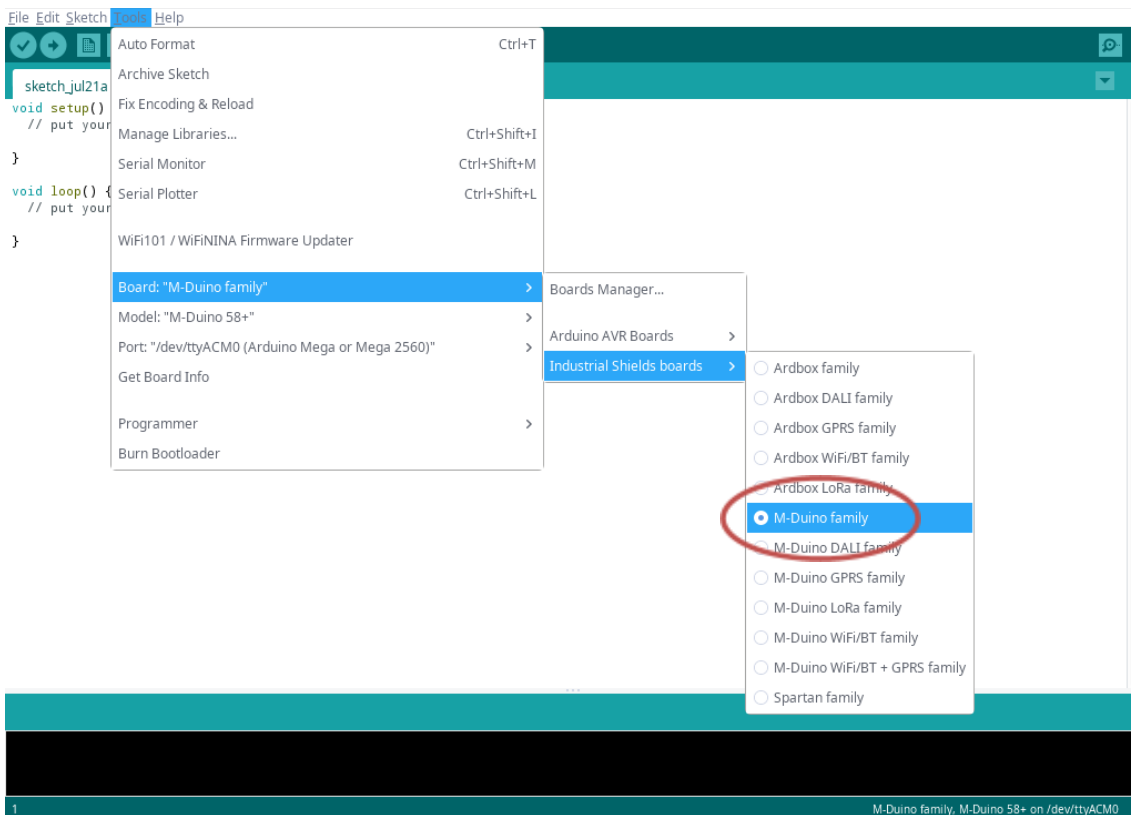 File Edit Sketch Tools Help
sketch_jul21a
void setup()
// put your
}
void loop() {
// put your
}
Auto Format Ctrl+T
Archive Sketch
Fix Encoding & Reload
Manage Libraries... Ctrl+Shift+I
Serial Monitor Ctrl+Shift+M
Serial Plotter Ctrl+Shift+L
WiFi101 / WiFiNINA Firmware Updater
Board: "M-Duino family"
Model: "M-Duino 58+"
Port: "/dev/ttyACM0 (Arduino Mega or Mega 2560)"
Get Board Info
Programmer
Burn Bootloader
Boards Manager...
Arduino AVR Boards
Industrial Shields boards
Ardbox family
Ardbox DALI family
Ardbox GPRS family
Ardbox WiFi/BT family
Ardbox LoRa family
M-Duino family
M-Duino DALI family
M-Duino GPRS family
M-Duino LoRa family
M-Duino WiFi/BT family
M-Duino WiFi/BT + GPRS family
Spartan family
1
M-Duino family, M-Duino 58+ on /dev/ttyACM0